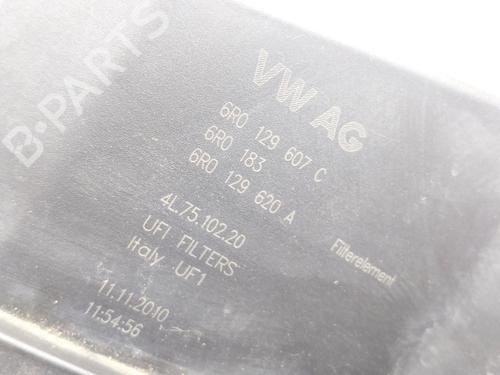 B-PARTS
VW AG
6R0 129 607 C
6R0 183
6R0 129 620 A Filterelement
4L.75.102.20
UFI FILTERS
Italy UF1
11.11.2010
11:54:56